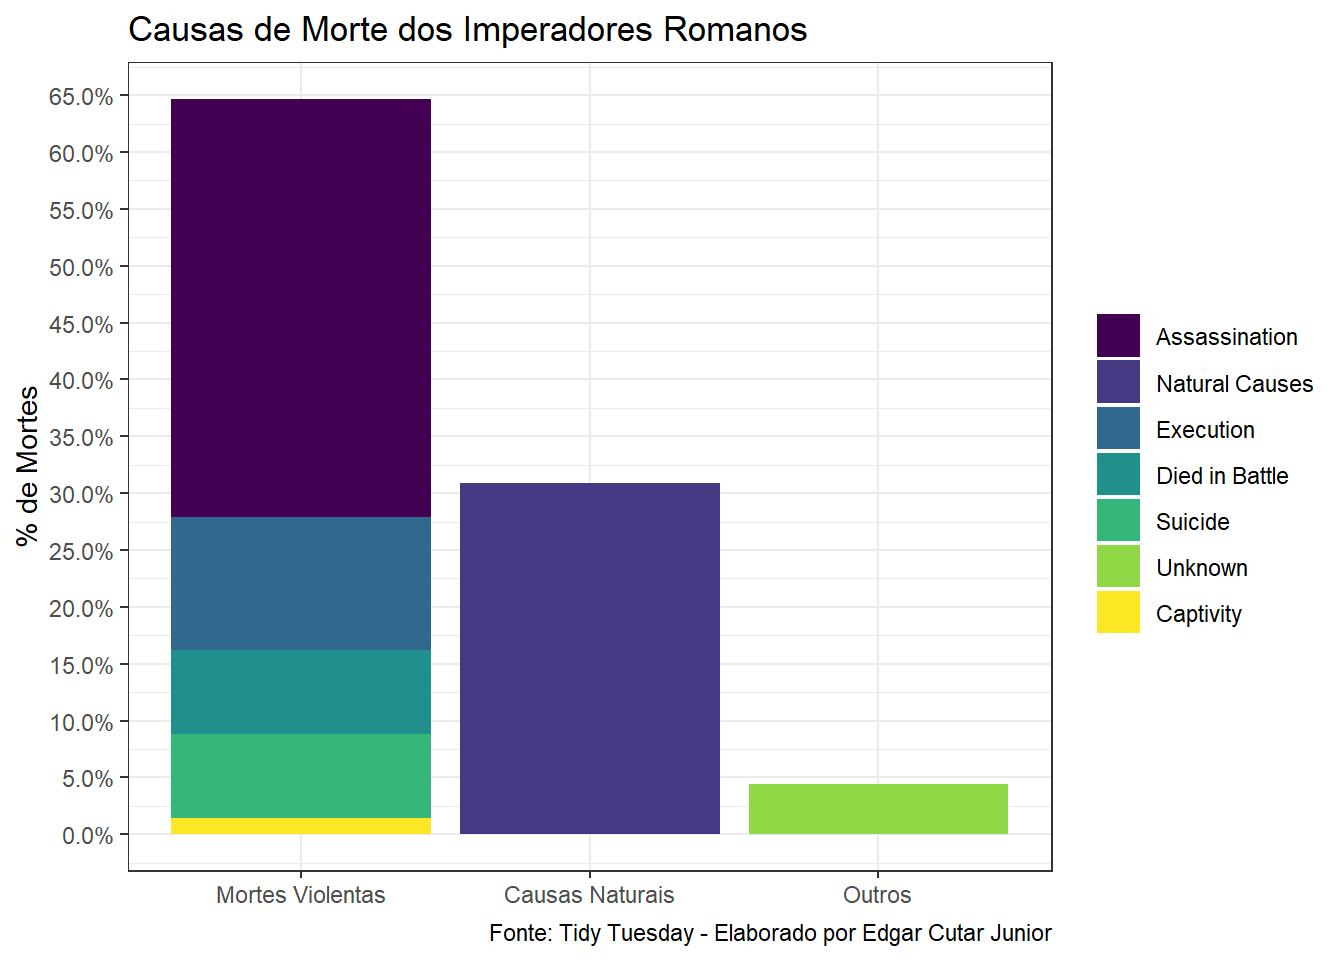 Causas de Morte dos Imperadores Romanos
% de Mortes
65.0%
60.0%
55.0%
50.0%
45.0%
40.0%
35.0%
30.0%
25.0%
20.0%
15.0%
10.0%
5.0%
0.0%
Mortes Violentas
Causas Naturais
Outros
Assassination
Natural Causes
Execution
Died in Battle
Suicide
Unknown
Captivity
Fonte: Tidy Tuesday - Elaborado por Edgar Cutar Junior